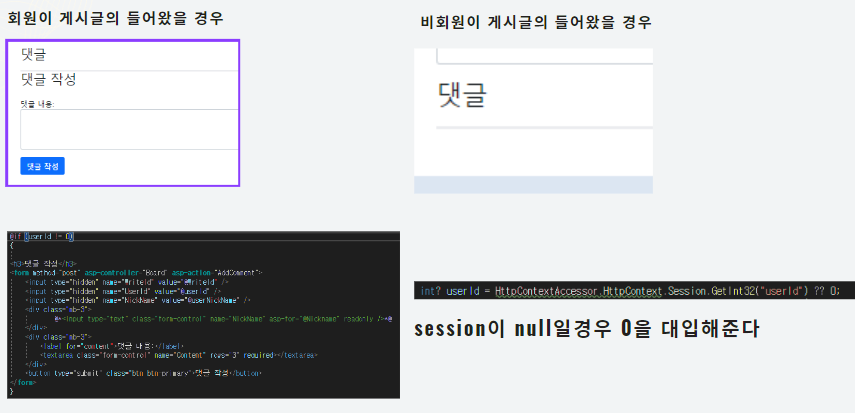 회원이 게시글의 들어왔을 경우
비회원이 게시글의 들어왔을 경우
댓글
댓글 작성
댓글 내용:
댓글 작성
댓글
@if (userId != 0)
{
<h3>댓글 작성</h3>
<form method="post" asp-controller="Board" asp-action="AddComent">
<input type="hidden" name="WriteId" value="@WriteId" />
<input type="hidden" name="UserId" value="@userId" />
<input type="hidden" name="NickName" value="@userNickName" />
<div class="mb-3">
@*<input type="text" class="form-control" name="NickName" asp-for="@Nickname" readonly />*@
</div>
<div class="mb-3">
<label for="content">댓글 내용:</label>
<textarea class="form-control" name="Content" rows="3" required></textarea>
</div>
<button type="submit" class="btn btn-primary">댓글 작성</button>
</form>
}
int? userId = HttpContextAccessor.HttpContext.Session.GetInt32("userId") ?? 0;
session이 null일경우 0을 대입해준다